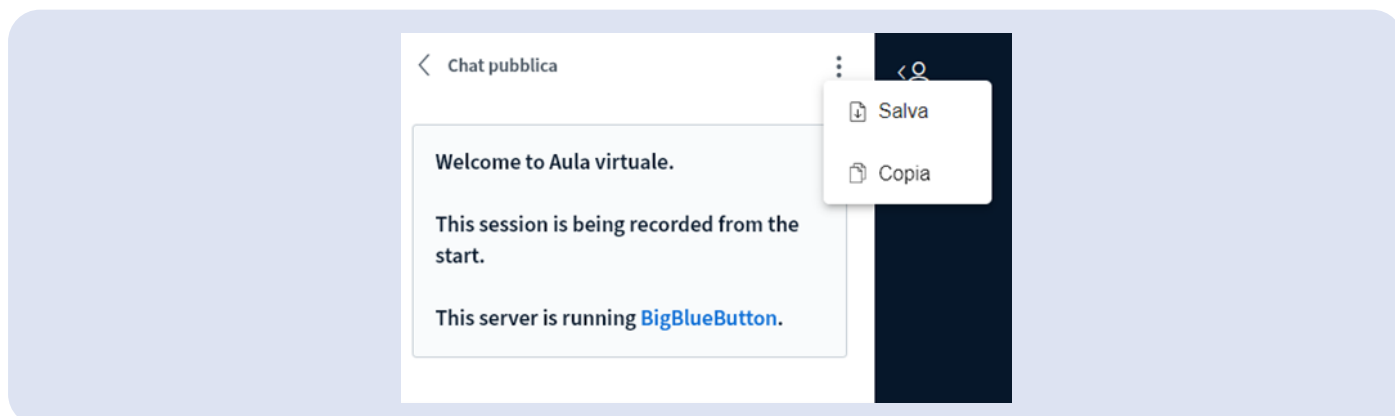 Chat pubblica
Salva
Copia
Welcome to Aula virtuale.
This session is being recorded from the
start.
This server is running BigBlueButton.